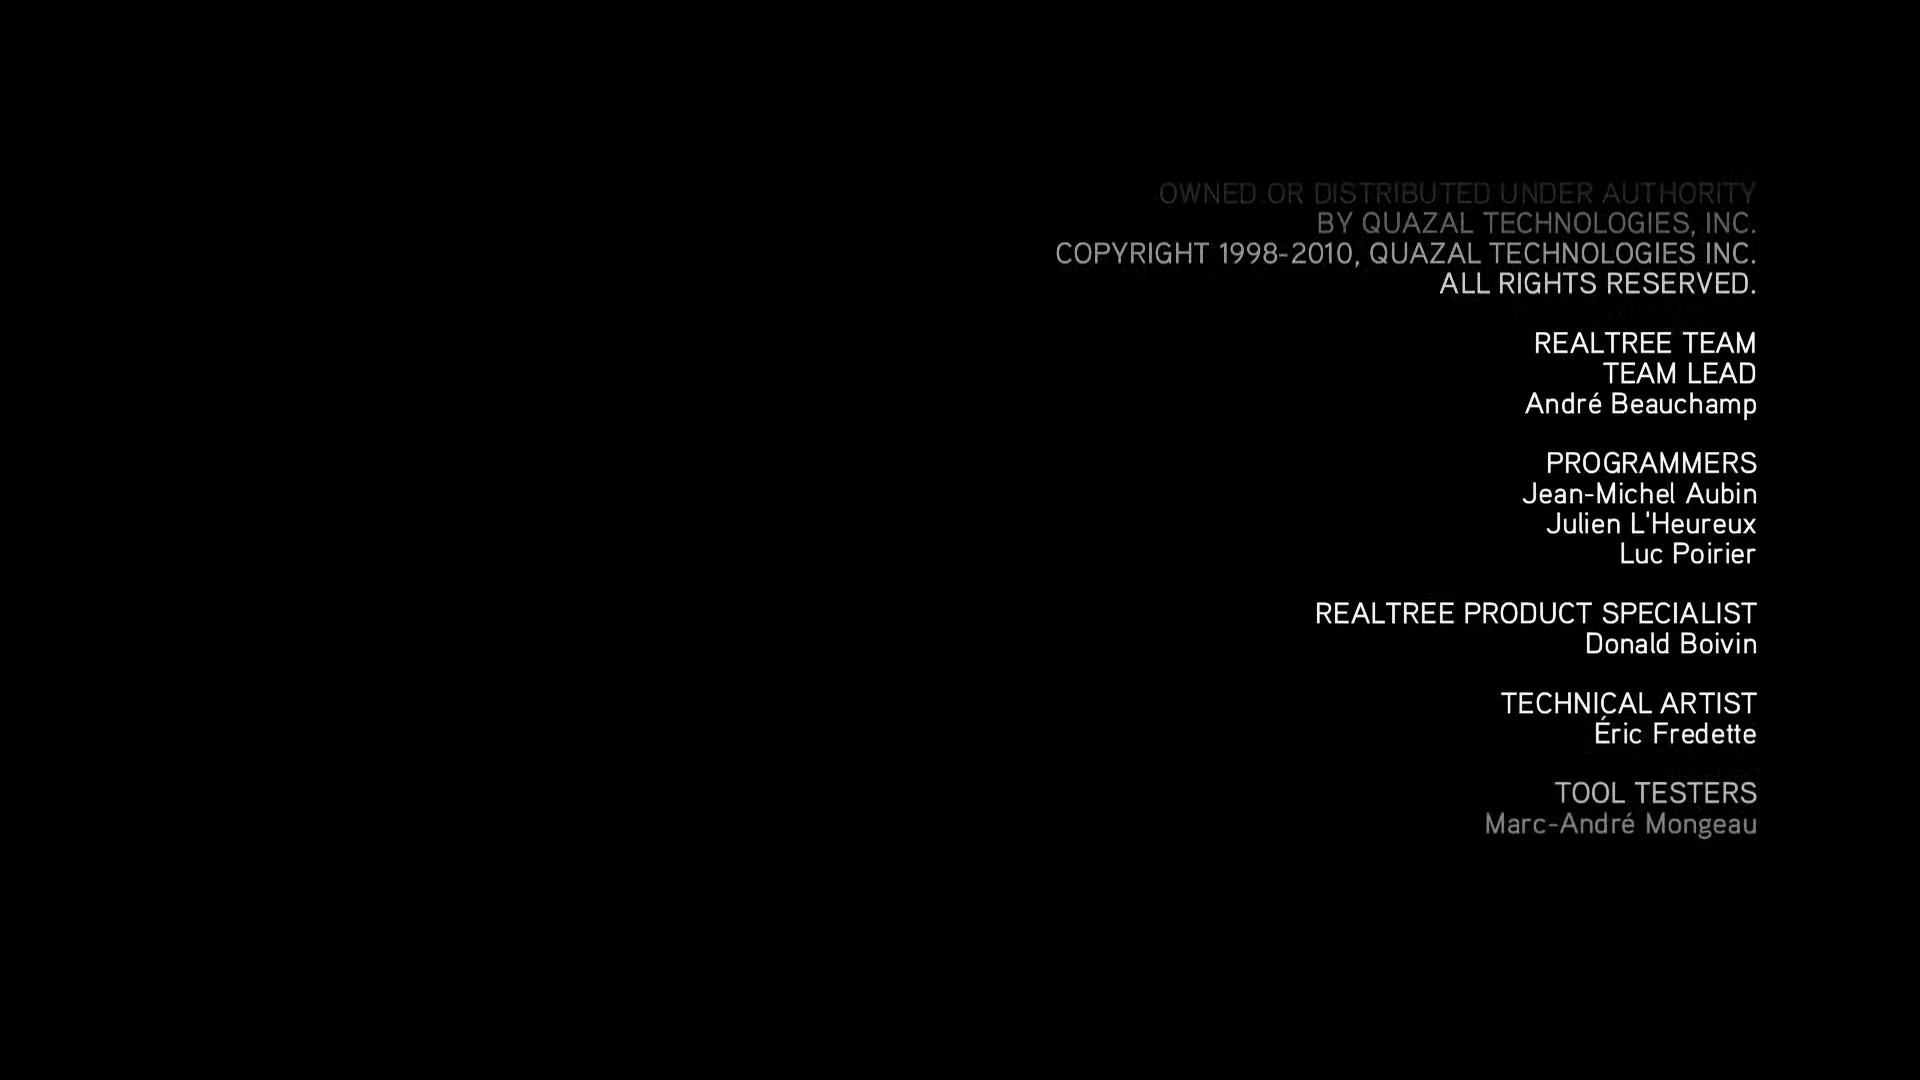 OWNED OR DISTRIBUTED UNDER AUTHORITY
BY QUAZAL TECHNOLOGIES, INC.
COPYRIGHT 1998-2010, QUAZAL TECHNOLOGIES INC.
ALL RIGHTS RESERVED.
REALTREE TEAM
TEAM LEAD
André Beauchamp
PROGRAMMERS
Jean-Michel Aubin
Julien L'Heureux
Luc Poirier
REALTREE PRODUCT SPECIALIST
Donald Boivin
TECHNICAL ARTIST
Éric Fredette
TOOL TESTERS
Marc-André Mongeau